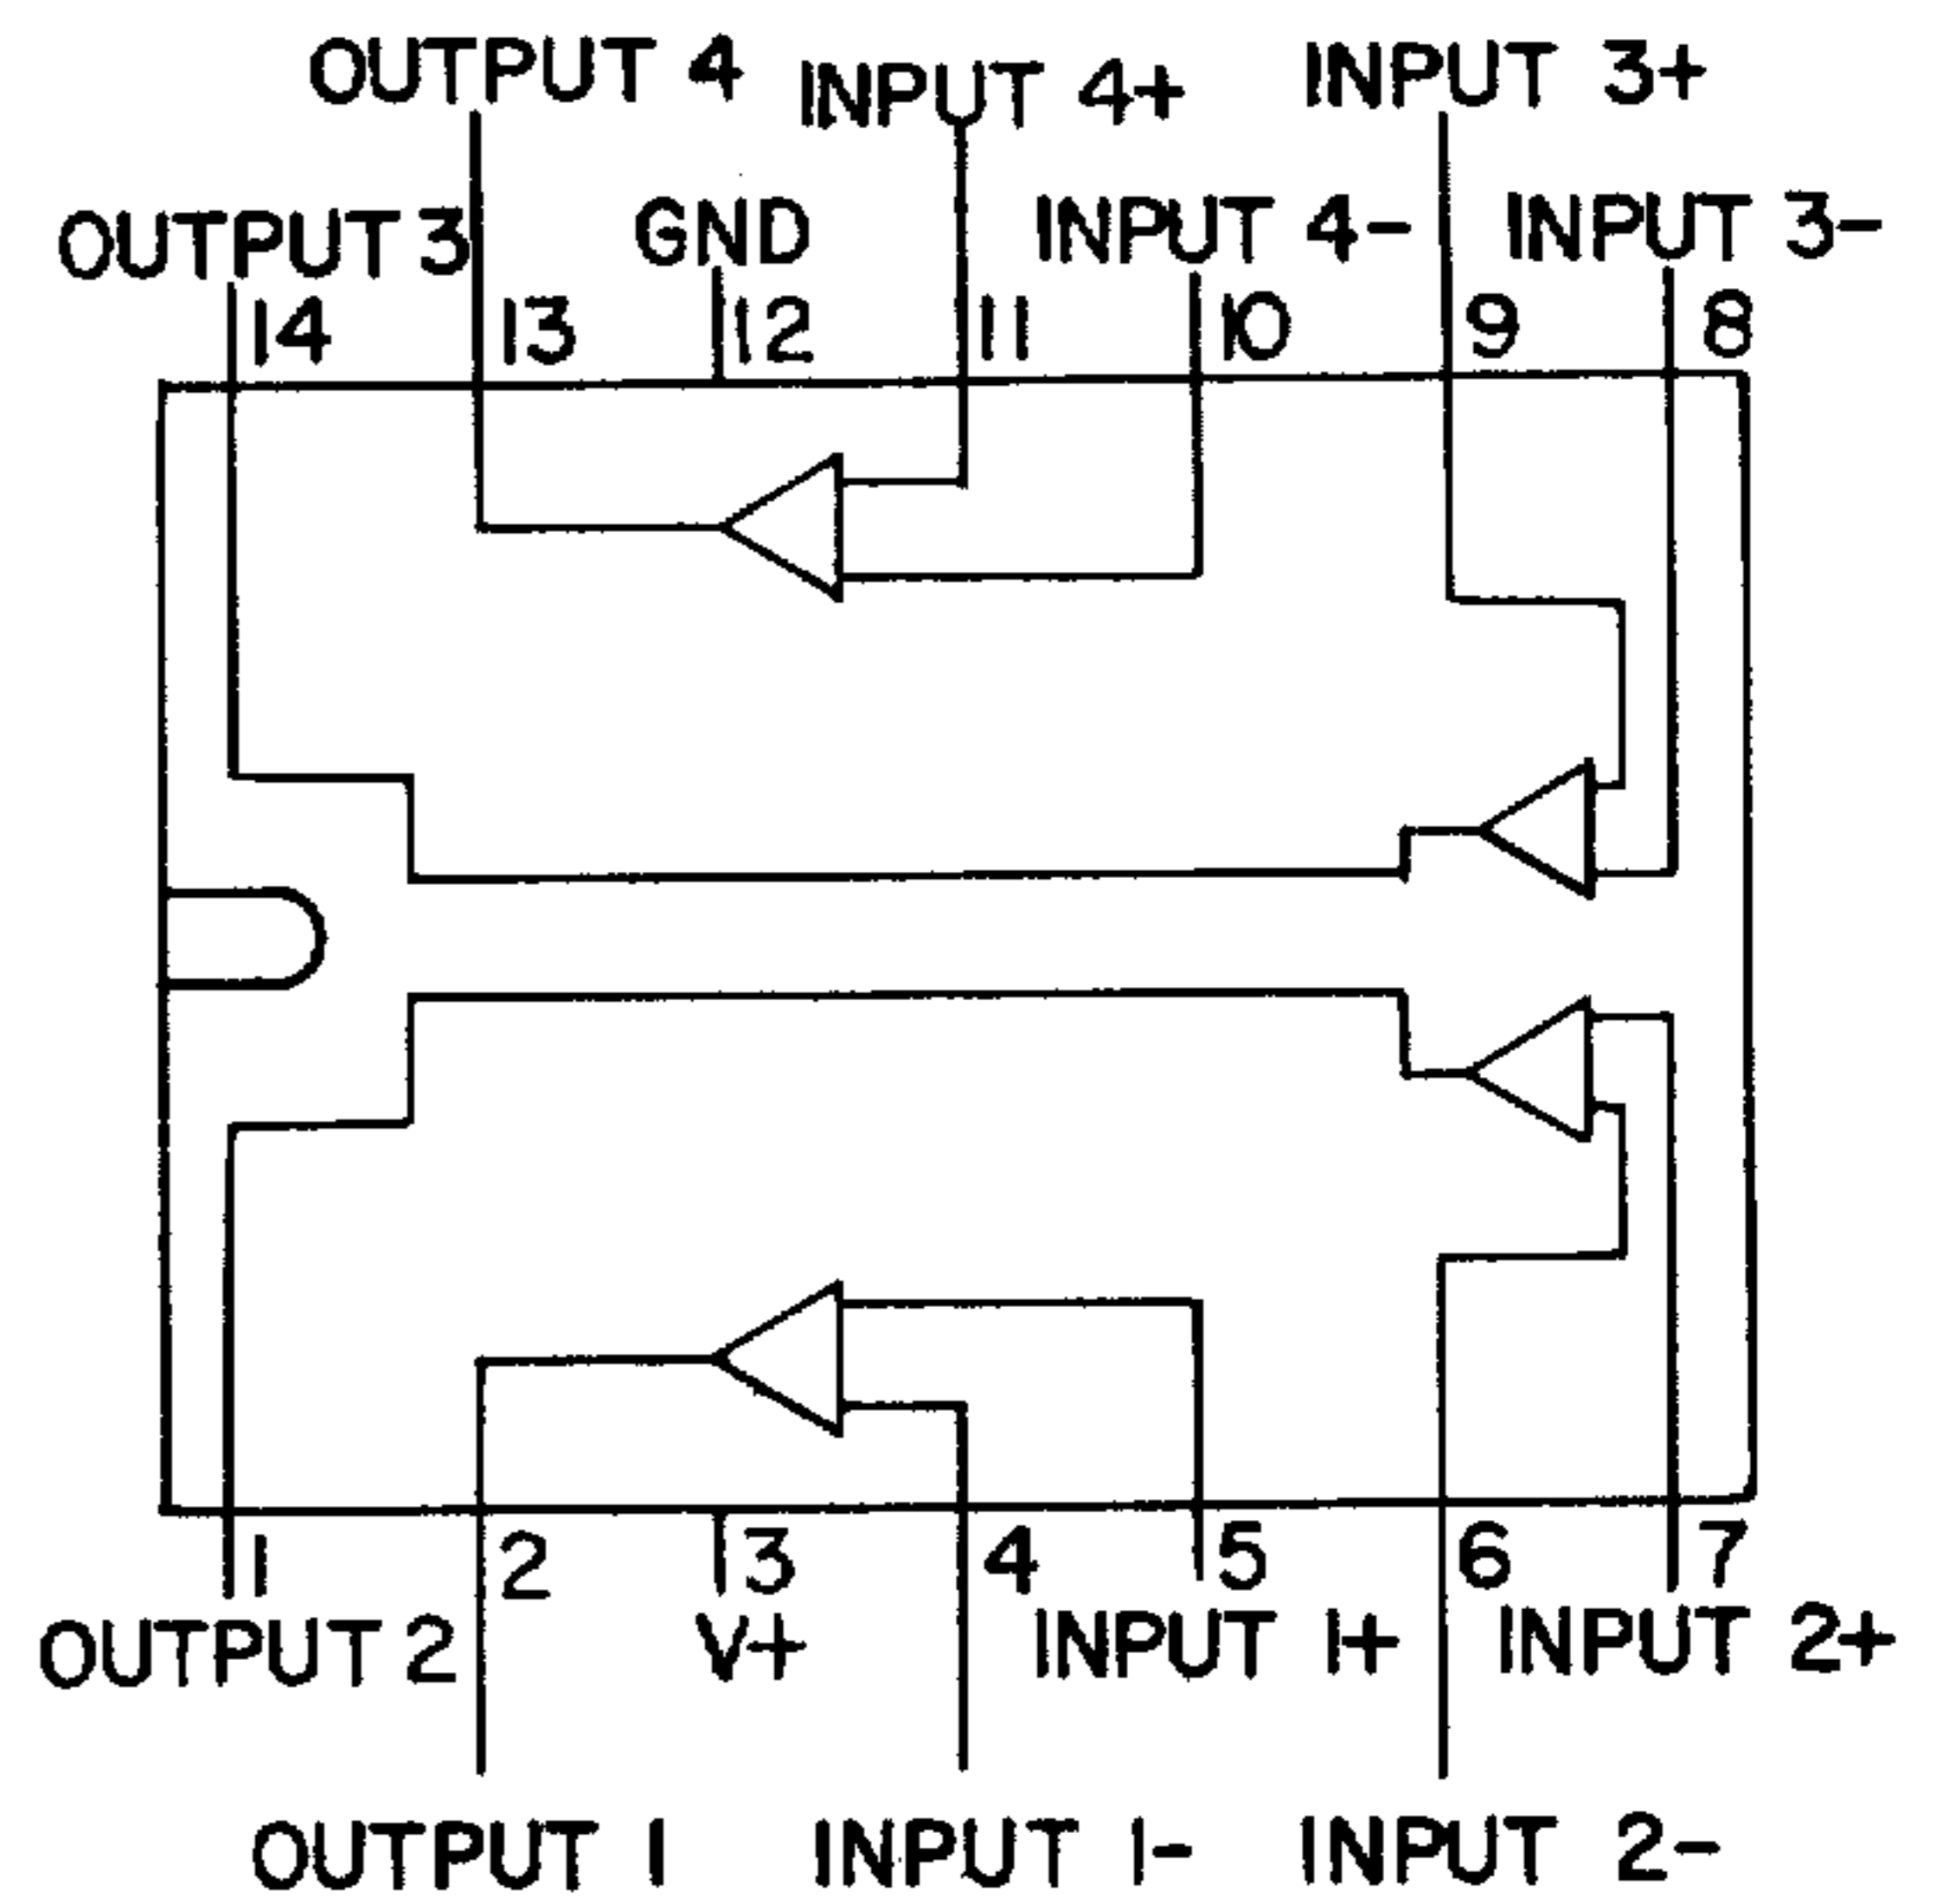 OUTPUT 4
INPUT 4+
INPUT 3+
OUTPUT 3
GND
INPUT 4-
INPUT 3-
14
13
12
11
10
9
8
1
2
3
4
5
6
7
OUTPUT 2
V+
INPUT 1+
INPUT 2+
OUTPUT 1
INPUT 1-
INPUT 2-